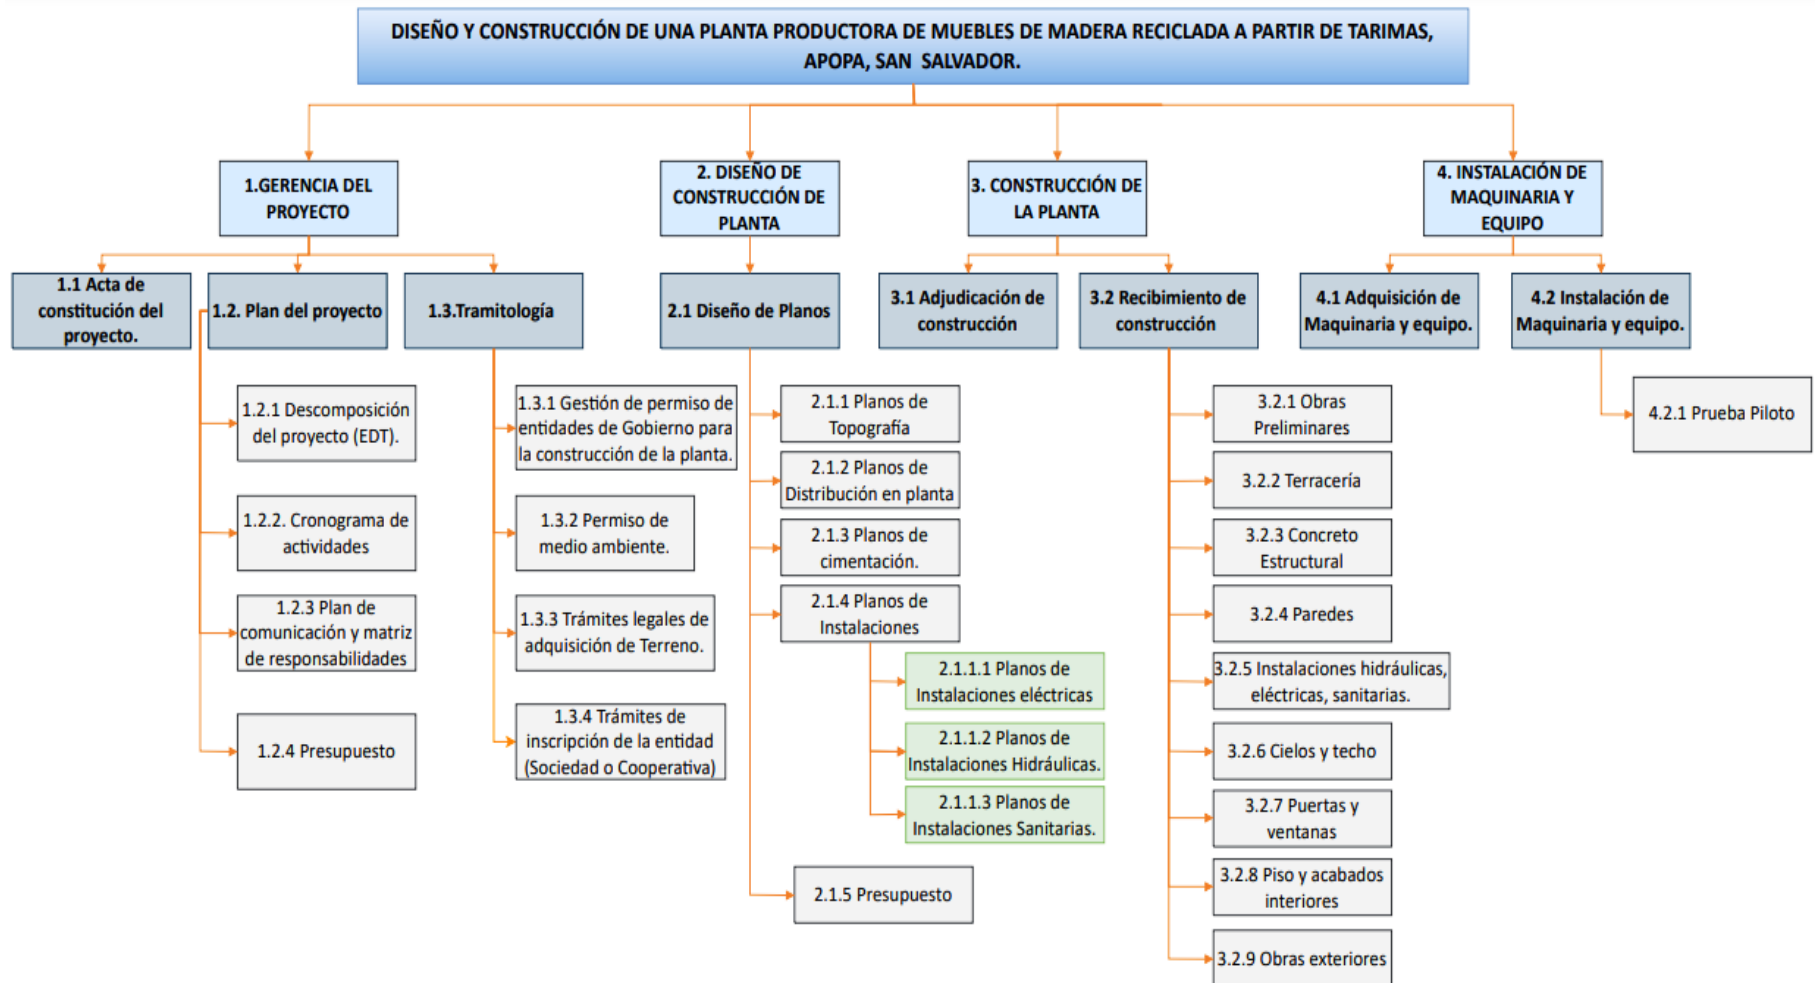 DISEÑO Y CONSTRUCCIÓN DE UNA PLANTA PRODUCTORA DE MUEBLES DE MADERA RECICLADA A PARTIR DE TARIMAS,
APOPA, SAN SALVADOR.
1.GERENCIA DEL
PROYECTO
2. DISEÑO DE
CONSTRUCCIÓN DE
PLANTA
3. CONSTRUCCIÓN DE
LA PLANTA
4. INSTALACIÓN DE
MAQUINARIA Y
EQUIPO
1.1 Acta de
constitución del
proyecto.
1.2. Plan del proyecto
1.3.Tramitología
2.1 Diseño de Planos
3.1 Adjudicación de
construcción
3.2 Recibimiento de
construcción
4.1 Adquisición de
Maquinaria y equipo.
4.2 Instalación de
Maquinaria y equipo.
1.2.1 Descomposición
del proyecto (EDT).
1.2.2. Cronograma de
actividades
1.2.3 Plan de
comunicación y matriz
de responsabilidades
1.2.4 Presupuesto
1.3.1 Gestión de permiso de
entidades de Gobierno para
la construcción de la planta.
1.3.2 Permiso de
medio ambiente.
1.3.3 Trámites legales de
adquisición de Terreno.
1.3.4 Trámites de
inscripción de la entidad
(Sociedad o Cooperativa)
2.1.1 Planos de
Topografía
2.1.2 Planos de
Distribución en planta
2.1.3 Planos de
cimentación.
2.1.4 Planos de
Instalaciones
2.1.1.1 Planos de
Instalaciones eléctricas
2.1.1.2 Planos de
Instalaciones Hidráulicas.
2.1.1.3 Planos de
Instalaciones Sanitarias.
2.1.5 Presupuesto
3.2.1 Obras
Preliminares
3.2.2 Terracería
3.2.3 Concreto
Estructural
3.2.4 Paredes
3.2.5 Instalaciones hidráulicas,
eléctricas, sanitarias.
3.2.6 Cielos y techo
3.2.7 Puertas y
ventanas
3.2.8 Piso y acabados
interiores
3.2.9 Obras exteriores
4.2.1 Prueba Piloto